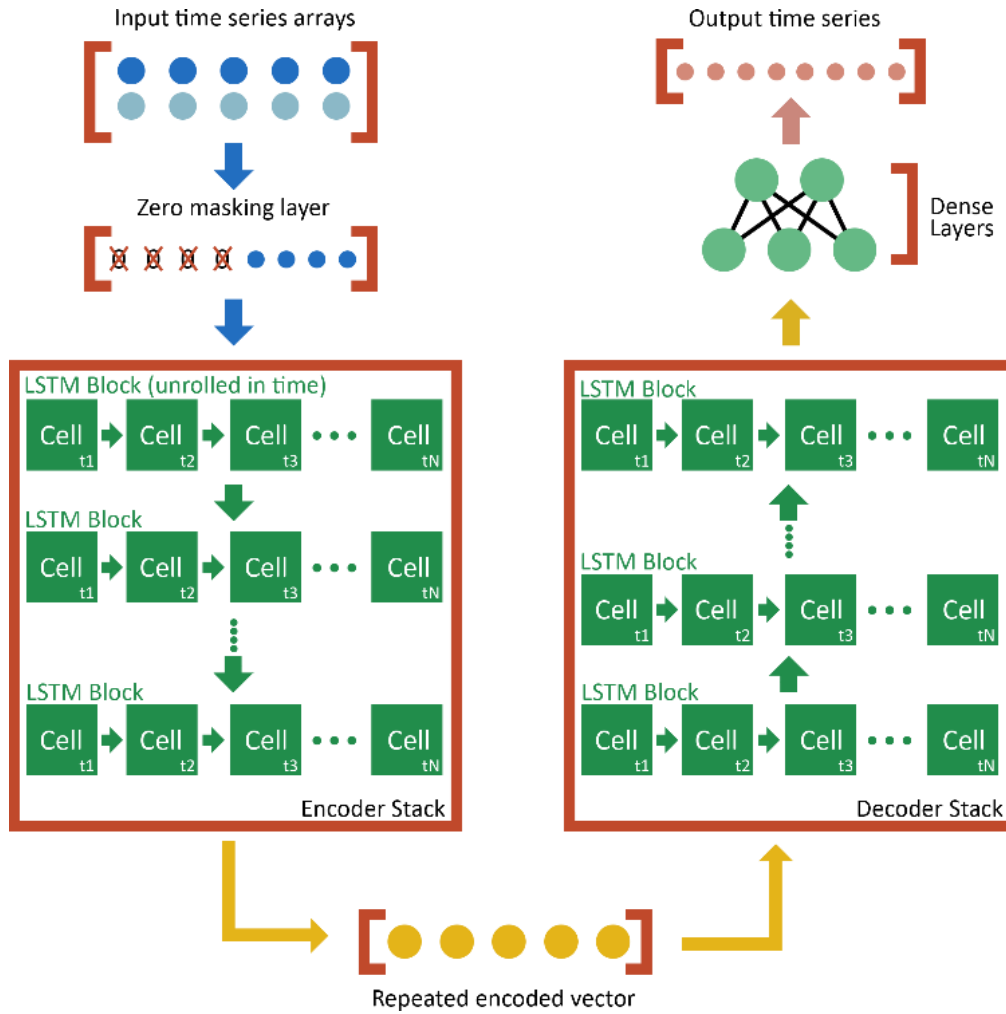 Input time series arrays
Zero masking layer
0 0 0 0
LSTM Block (unrolled in time)
Cell t1 Cell t2 Cell t3 Cell tN
LSTM Block
Cell t1 Cell t2 Cell t3 Cell tN
LSTM Block
Cell t1 Cell t2 Cell t3 Cell tN
Encoder Stack
Repeated encoded vector
Output time series
Dense
Layers
LSTM Block
Cell t1 Cell t2 Cell t3 Cell tN
LSTM Block
Cell t1 Cell t2 Cell t3 Cell tN
LSTM Block
Cell t1 Cell t2 Cell t3 Cell tN
Decoder Stack